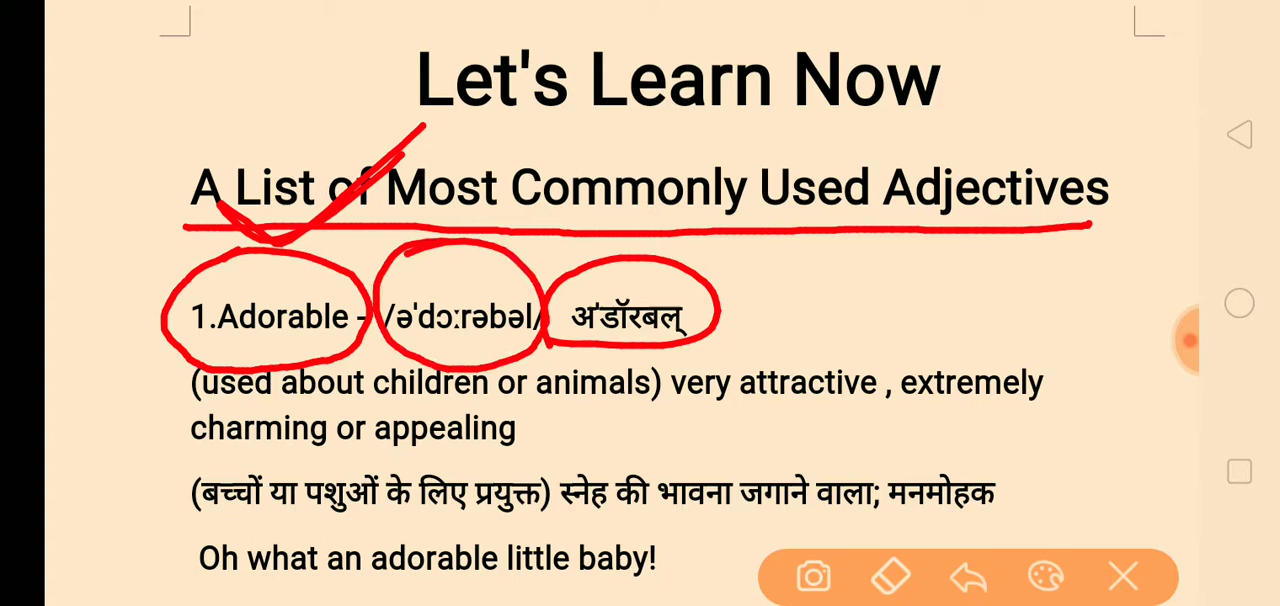 Let's Learn Now
A List of Most Commonly Used Adjectives
1.Adorable - /ə'dɔːrəbəl/ अ'डॉरबल्
(used about children or animals) very attractive , extremely
charming or appealing
(बच्चों या पशुओं के लिए प्रयुक्त) स्नेह की भावना जगाने वाला; मनमोहक
Oh what an adorable little baby!